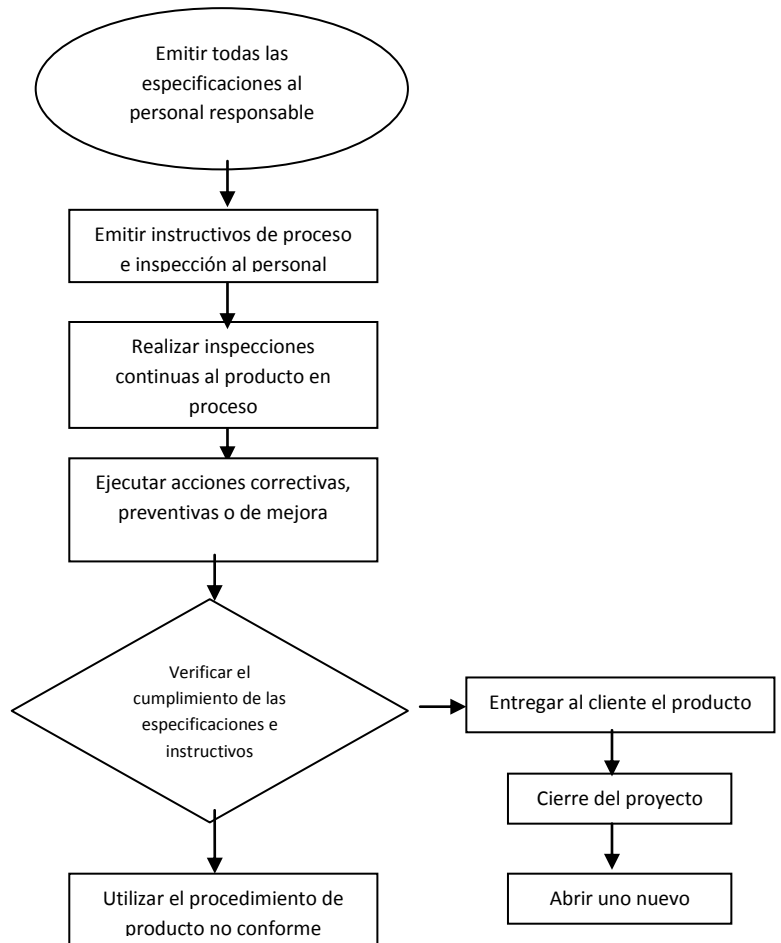 Emitir todas las
especificaciones al
personal responsable
Emitir instructivos de proceso
e inspección al personal
Realizar inspecciones
continuas al producto en
proceso
Ejecutar acciones correctivas,
preventivas o de mejora
Verificar el
cumplimiento de las
especificaciones e
instructivos
Entregar al cliente el producto
Cierre del proyecto
Abrir uno nuevo
Utilizar el procedimiento de
producto no conforme